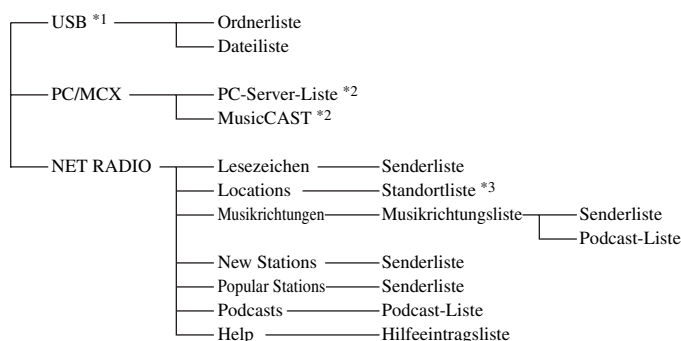 USB *1 Ordnerliste
Dateiliste
PC/MCX PC-Server-Liste *2
MusicCAST *2
NET RADIO Lesezeichen Senderliste
Locations Standortliste *3
Musikrichtungen Musikrichtungsliste Senderliste
Podcast-Liste
New Stations Senderliste
Popular Stations Senderliste
Podcasts Podcast-Liste
Help Hilfeeintragsliste